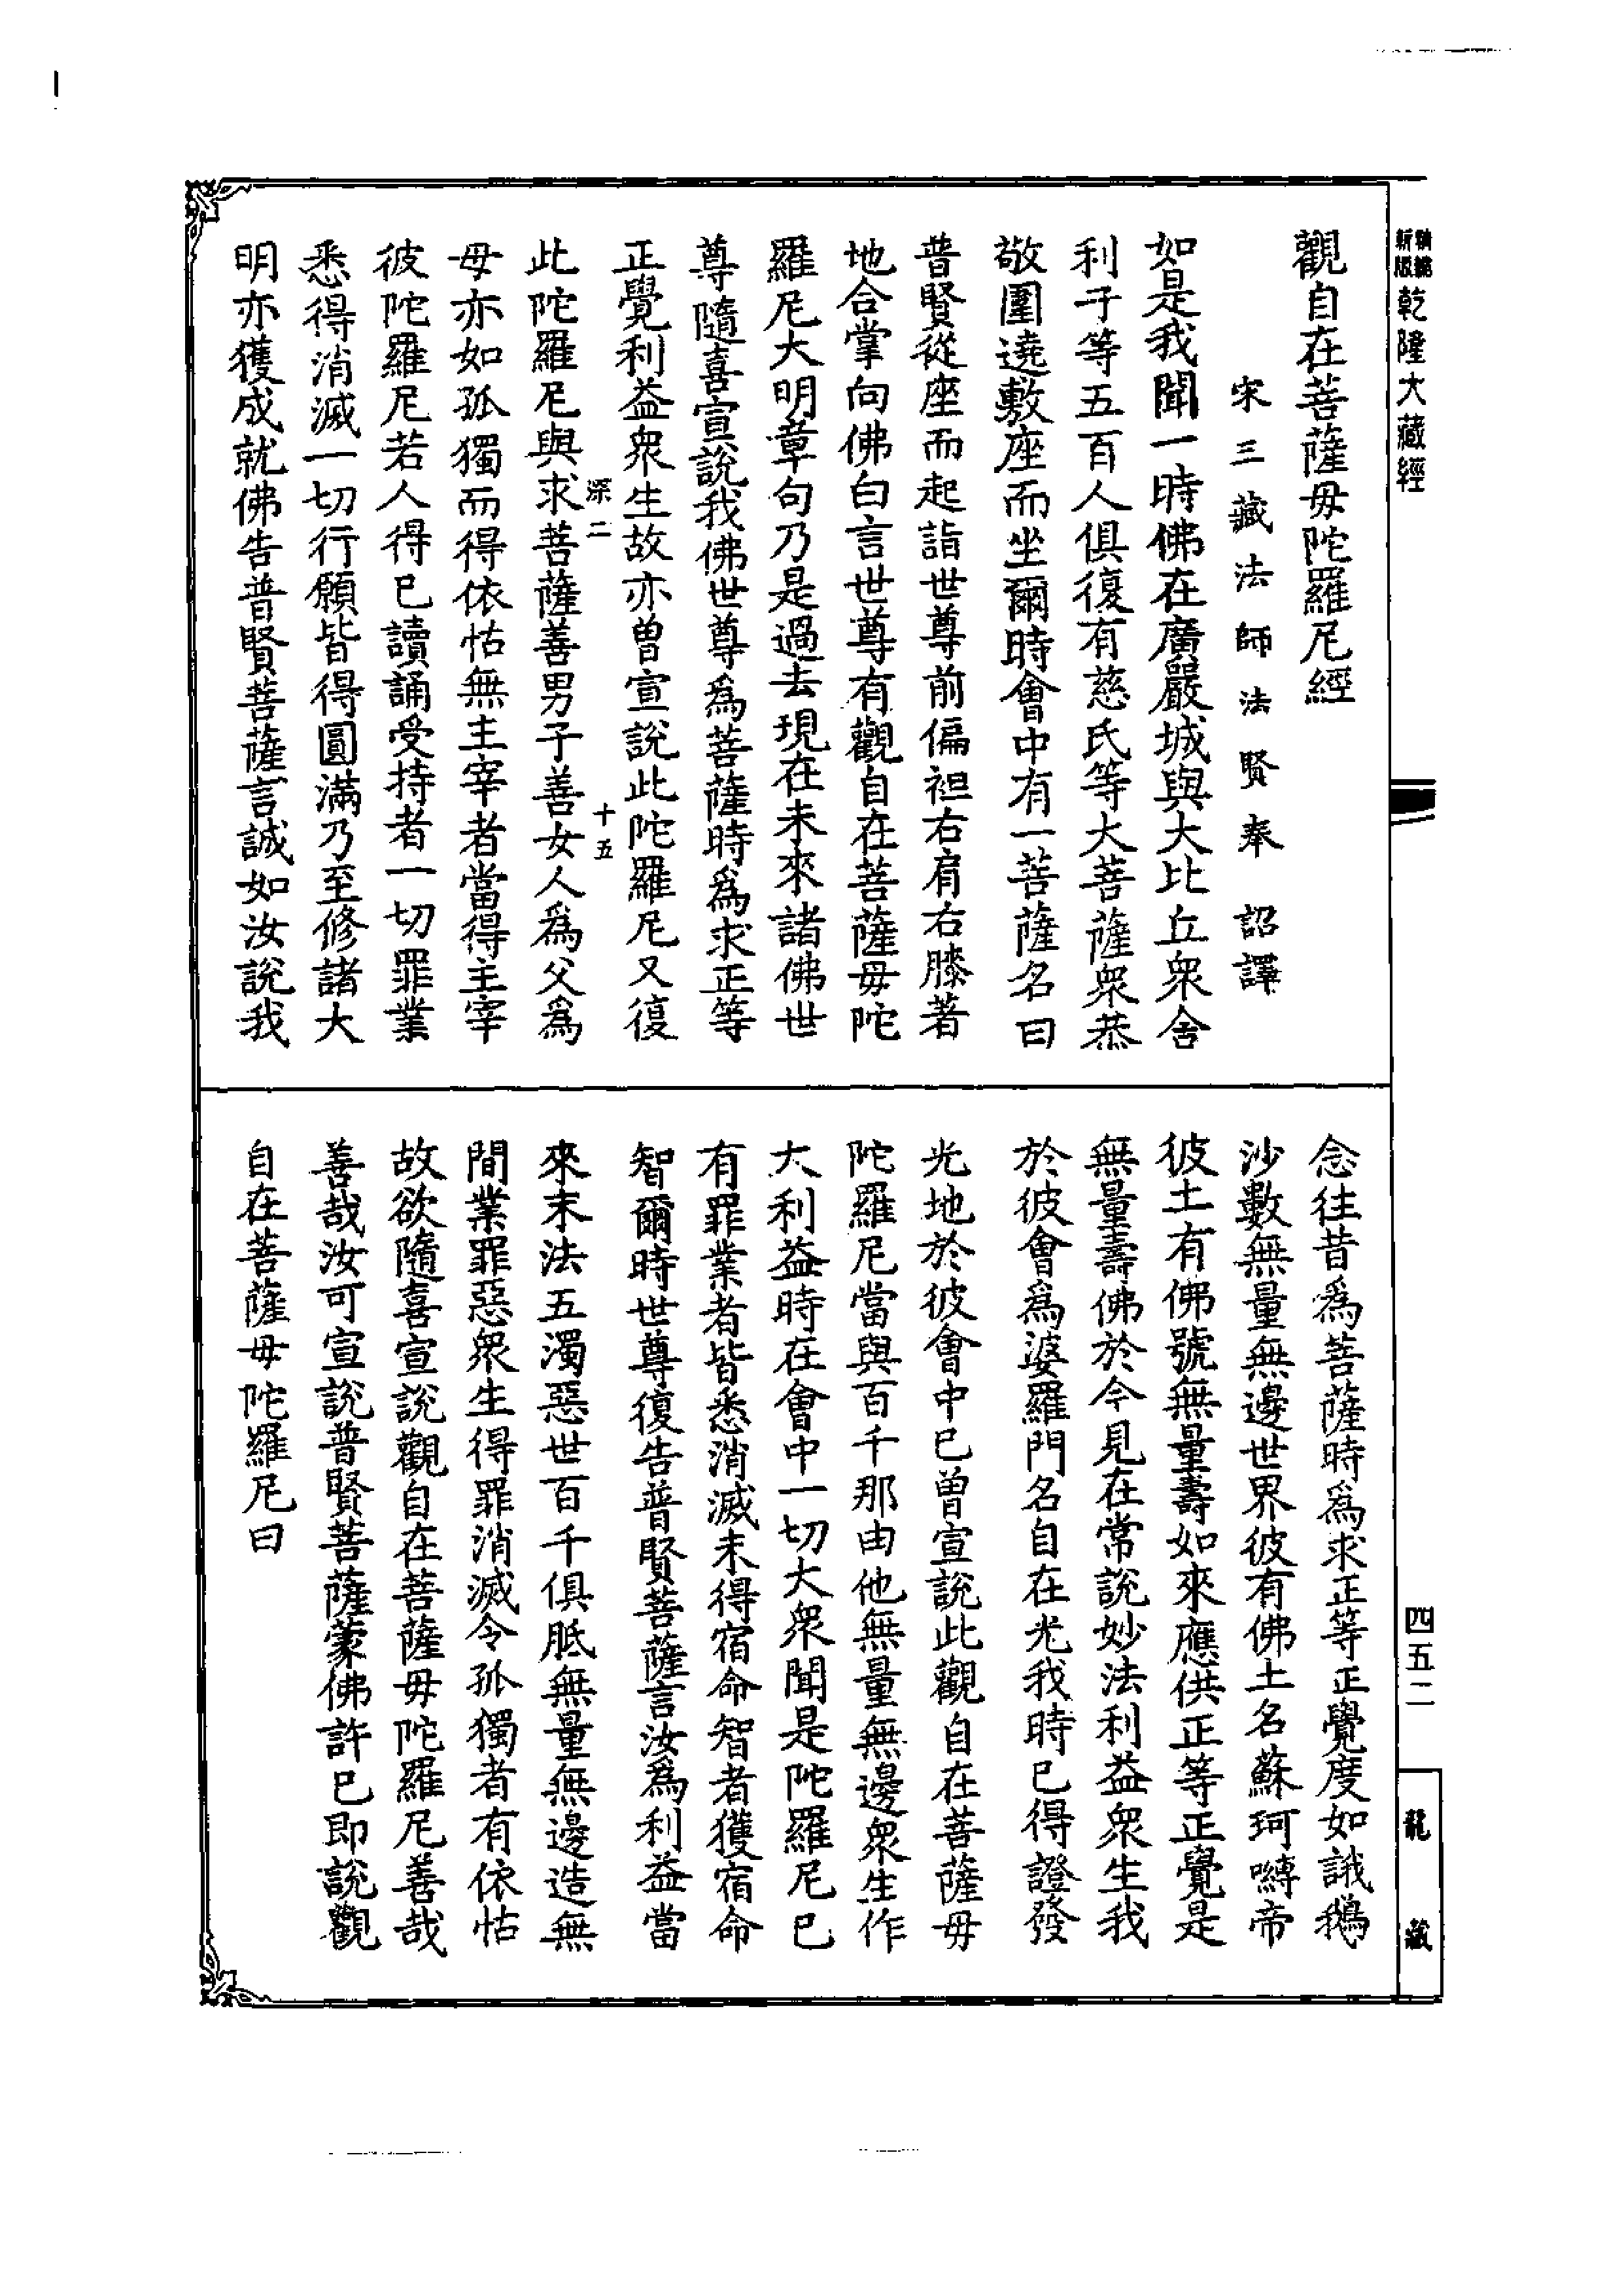 新版
精縮
乾隆大藏經
觀自在菩薩毋陀羅尼經
宋三藏法師法賢奉 詔譯
如是我聞一時佛在廣嚴城與大比丘衆舍
利子等五百人俱復有慈氏等大菩薩衆恭
敬圍遶敷座而坐爾時會中有一菩薩名曰
普賢從座而起詣世尊前偏袒右肩右膝著
地合掌向佛白言世尊有觀自在菩薩毋陀
羅尼大明章句乃是過去現在未來諸佛世
尊隨喜宣說我佛世尊爲菩薩時爲求正等
正覺利益衆生故亦曾宣說此陀羅尼又復
深二
十五
此陀羅尼與求菩薩善男子善女人爲父爲
毋亦如孤獨而得依怙無主宰者當得主宰
彼陀羅尼若人得已讀誦受持者一切罪業
悉得消滅一切行願皆得圓滿乃至修諸大
明亦獲成就佛告普賢菩薩言誠如汝說我
念往昔爲菩薩時爲求正等正覺度如誐鵝
沙數無量無邊世界彼有佛土名蘇珂嚩帝
彼土有佛號無量壽如來應供正等正覺是
無量壽佛於今見在常說妙法利益衆生我
於彼會爲婆羅門名自在光我時已得證發
光地於彼會中已曾宣說此觀自在菩薩毋
陀羅尼當與百千那由他無量無邊衆生作
大利益時在會中一切大衆聞是陀羅尼已
有罪業者皆悉消滅未得宿命智者獲宿命
智爾時世尊復告普賢菩薩言汝爲利益當
來末法五濁惡世百千俱胝無量無邊造無
間業罪惡衆生得罪消滅令孤獨者有依怙
故欲隨喜宣說觀自在菩薩毋陀羅尼善哉
善哉汝可宣說普賢菩薩蒙佛許已即說觀
自在菩薩毋陀羅尼曰
四五二
龍藏